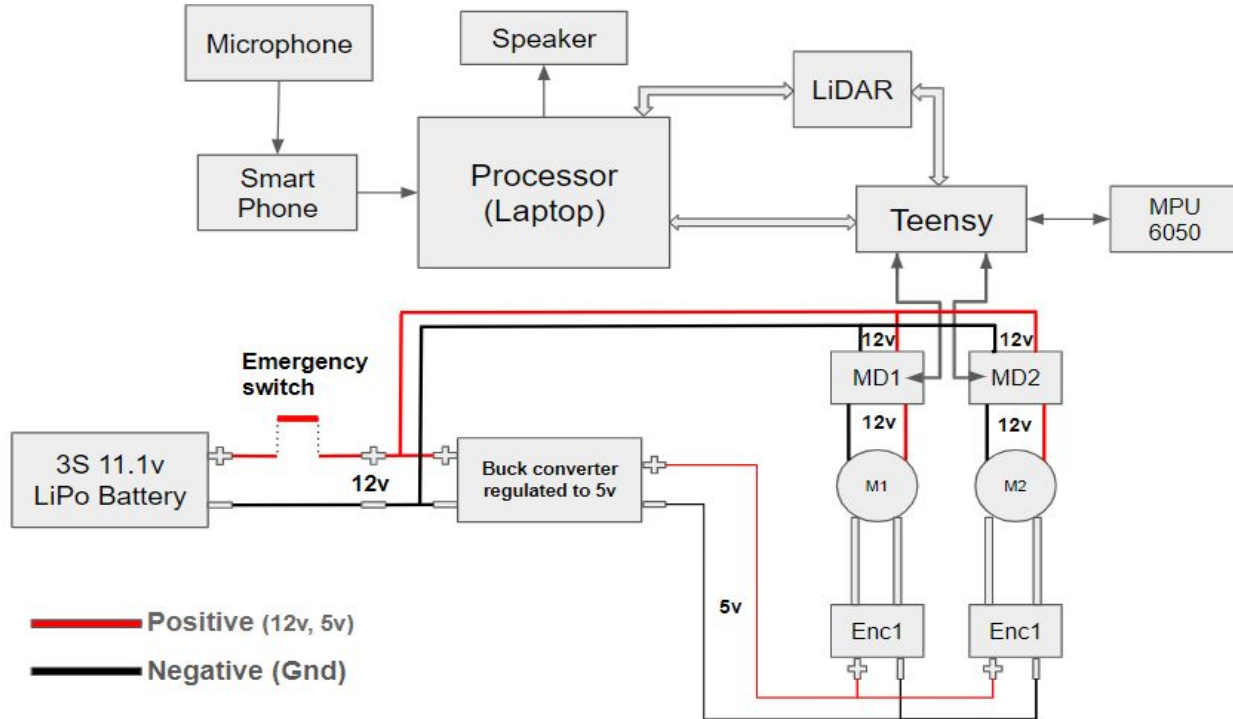 Microphone
Speaker
LiDAR
Smart
Phone
Processor
(Laptop)
Teensy
MPU
6050
Emergency
switch
12v
12v
MD1
MD2
12v
12v
3S 11.1v
LiPo Battery
12v
Buck converter
regulated to 5v
M1
M2
5v
Enc1
Enc1
Positive (12v, 5v)
Negative (Gnd)